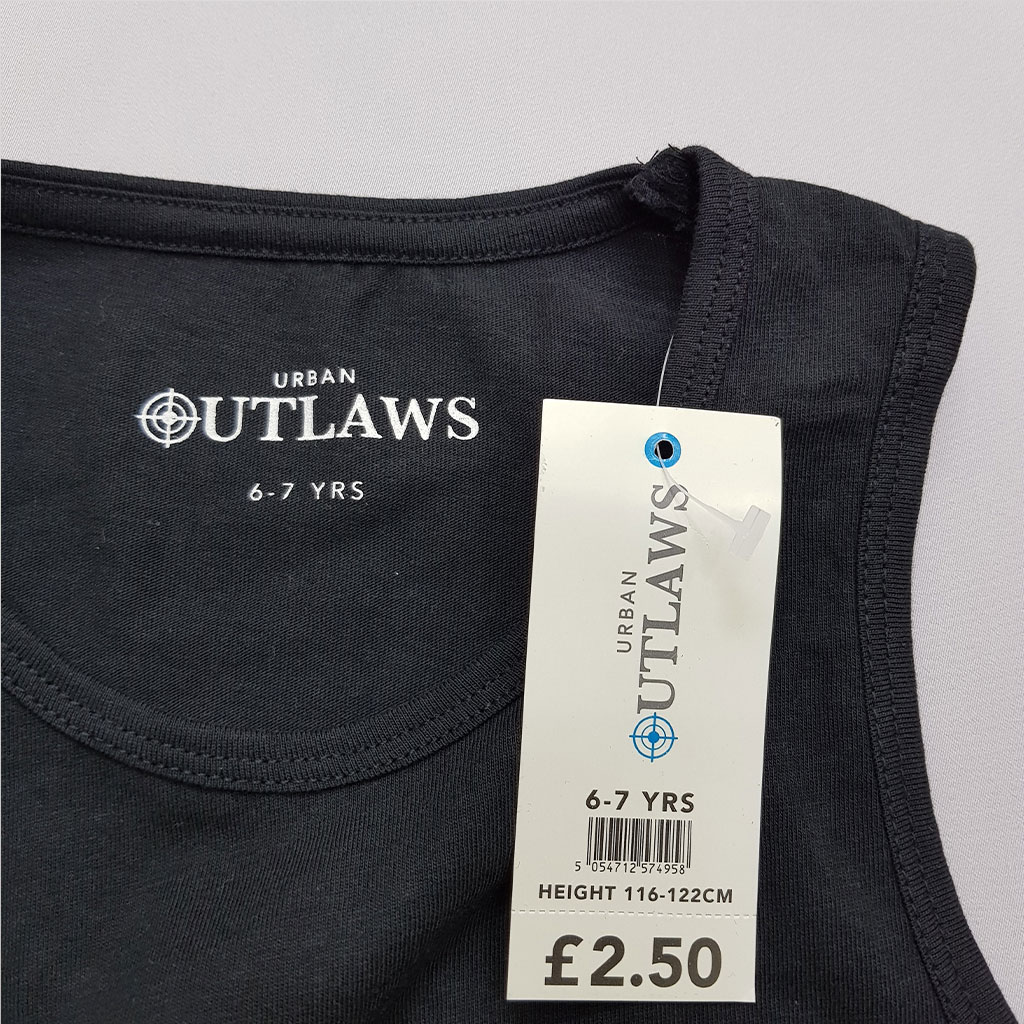 URBAN
OUTLAWS
6-7 YRS
URBAN
OUTLAWS
6-7 YRS
5 054712 574958
HEIGHT 116-122CM
£2.50